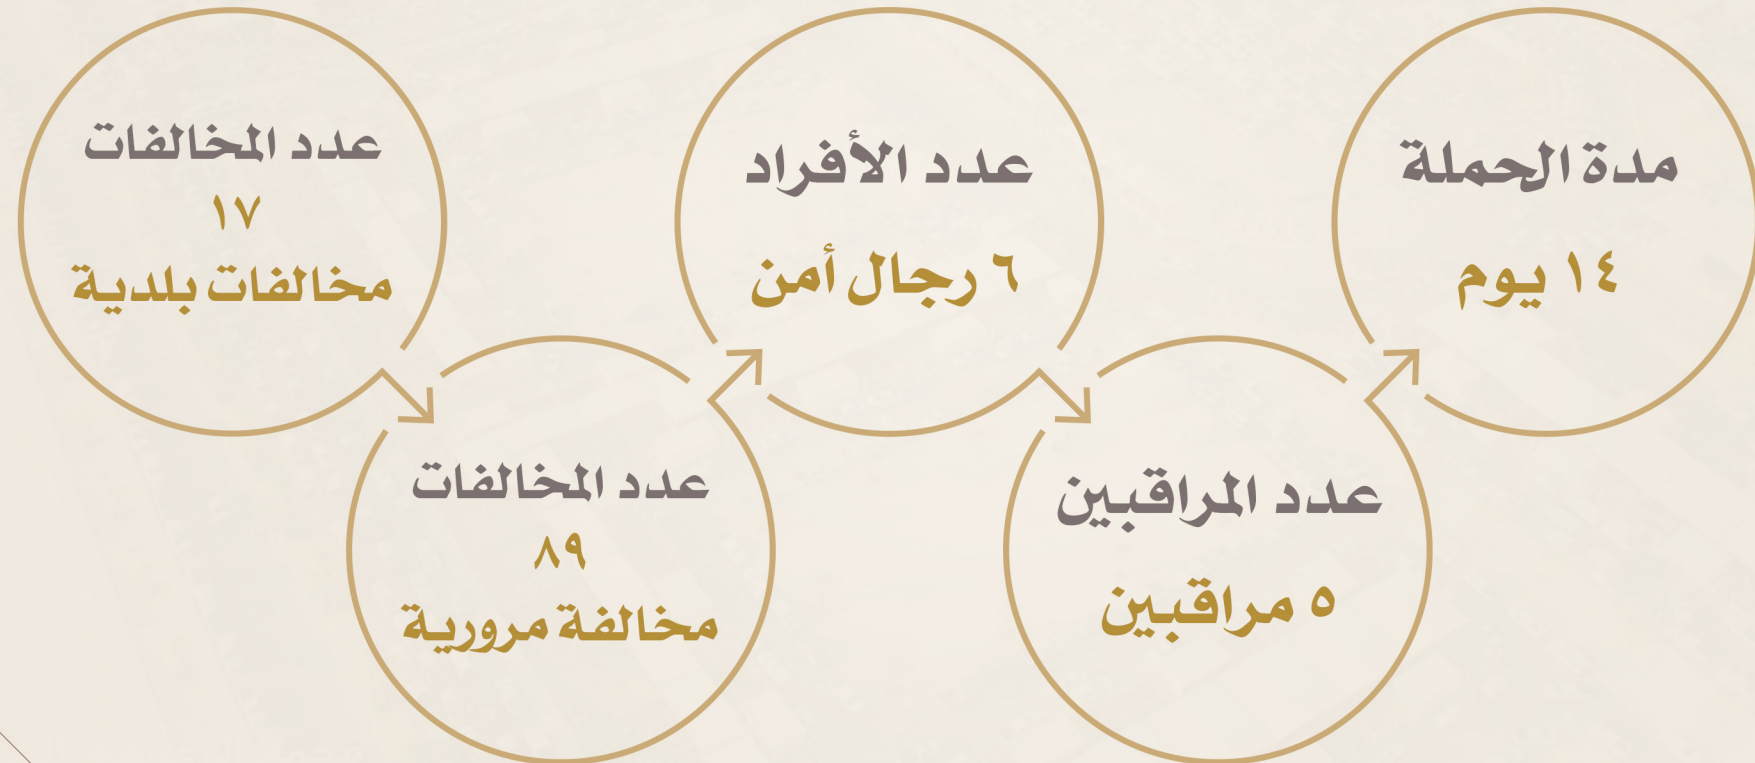 مدة الحملة
١٤ يوم
عدد المراقبين
٥ مراقبين
عدد الأفراد
٦ رجال أمن
عدد المخالفات
٨٩
مخالفة مرورية
عدد المخالفات
١٧
مخالفات بلدية